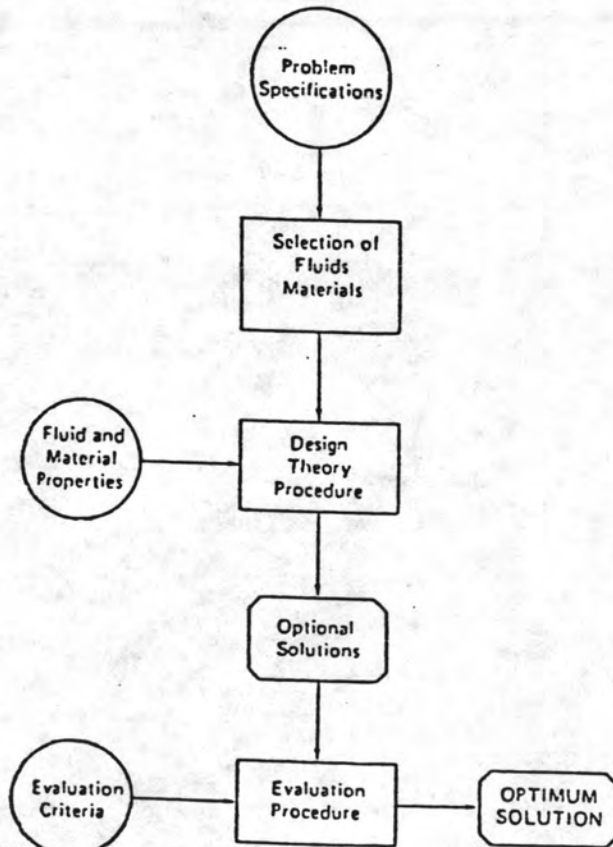 Problem
Specifications
Selection of
Fluids
Materials
Fluid and
Material
Properties
Design
Theory
Procedure
Optional
Solutions
Evaluation
Criteria
Evaluation
Procedure
OPTIMUM
SOLUTION